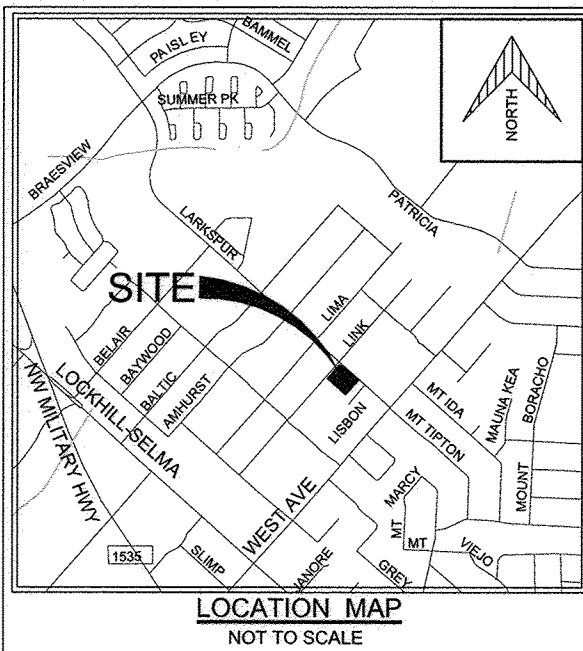 BAMMEL
PAISLEY
SUMMER PK
NORTH
BRAESVIEW
PATRICIA
LARKSPUR
SITE
LIMA
LINK
BELAIR
BAYWOOD
BALTIC
AMHURST
LOCKHILL-SELMA
NW MILITARY HWY
LISBON
MT IDA
MT TIPTON
MAUNA KEA
BORACHO
MOUNT
WEST AVE
MARCY
MT
MT
VIEJO
1535
SLIMP
JANORE
GREY
LOCATION MAP
NOT TO SCALE